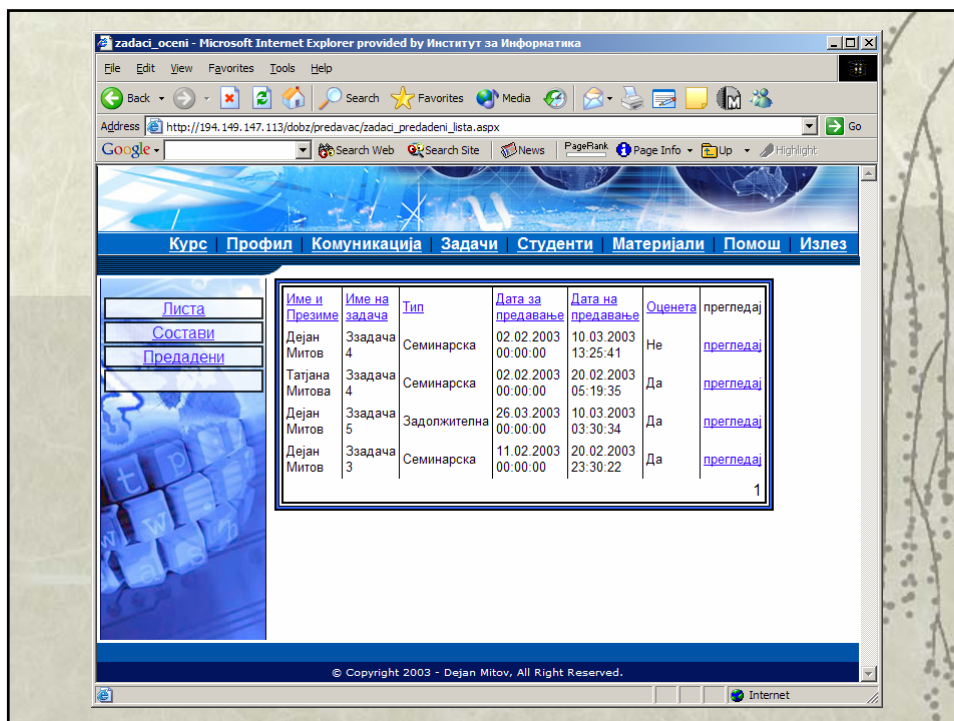 zadaci_oceni - Microsoft Internet Explorer provided by Институт за Информатика
File Edit View Favorites Tools Help
Back Search Favorites Media
Address http://194.149.147.113/dobz/predavac/zadaci_predadeni_lista.aspx Go
Google Search Web Search Site News PageRank Page Info Up Highlight
Курс | Профил | Комуникација | Задачи | Студенти | Материјали | Помош | Излез
Листа
Состави
Предадени
Име и Име на Тип Дата за Дата на Оценета прегледај
Презиме задача предавање предавање
Дејан Ззадача Семинарска 02.02.2003 10.03.2003 Не прегледај
Митов 4 00:00:00 13:25:41
Татјана Ззадача Семинарска 02.02.2003 20.02.2003 Да прегледај
Митова 4 00:00:00 05:19:35
Дејан Ззадача Задолжителна 26.03.2003 10.03.2003 Да прегледај
Митов 5 00:00:00 03:30:34
Дејан Ззадача Семинарска 11.02.2003 20.02.2003 Да прегледај
Митов 3 00:00:00 23:30:22
1
© Copyright 2003 - Dejan Mitov, All Right Reserved.
Internet